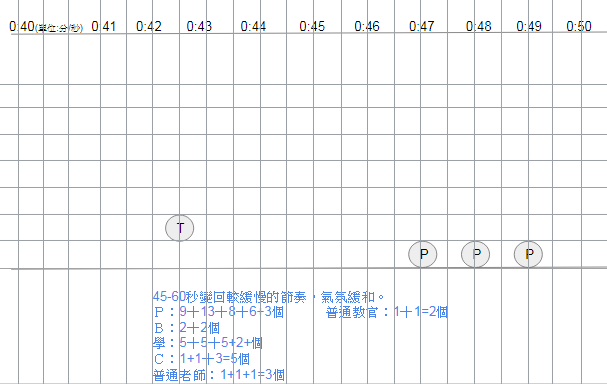 0:40(單位:分/秒) 0:41 0:42 0:43 0:44 0:45 0:46 0:47 0:48 0:49 0:50
T
P P P
45-60秒變回較緩慢的節奏，氣氛緩和。
P：9＋13＋8＋6+3個 普通教官：1＋1=2個
B：2＋2個
學：5＋5＋5+2+個
C：1+1＋3=5個
普通老師：1+1+1=3個